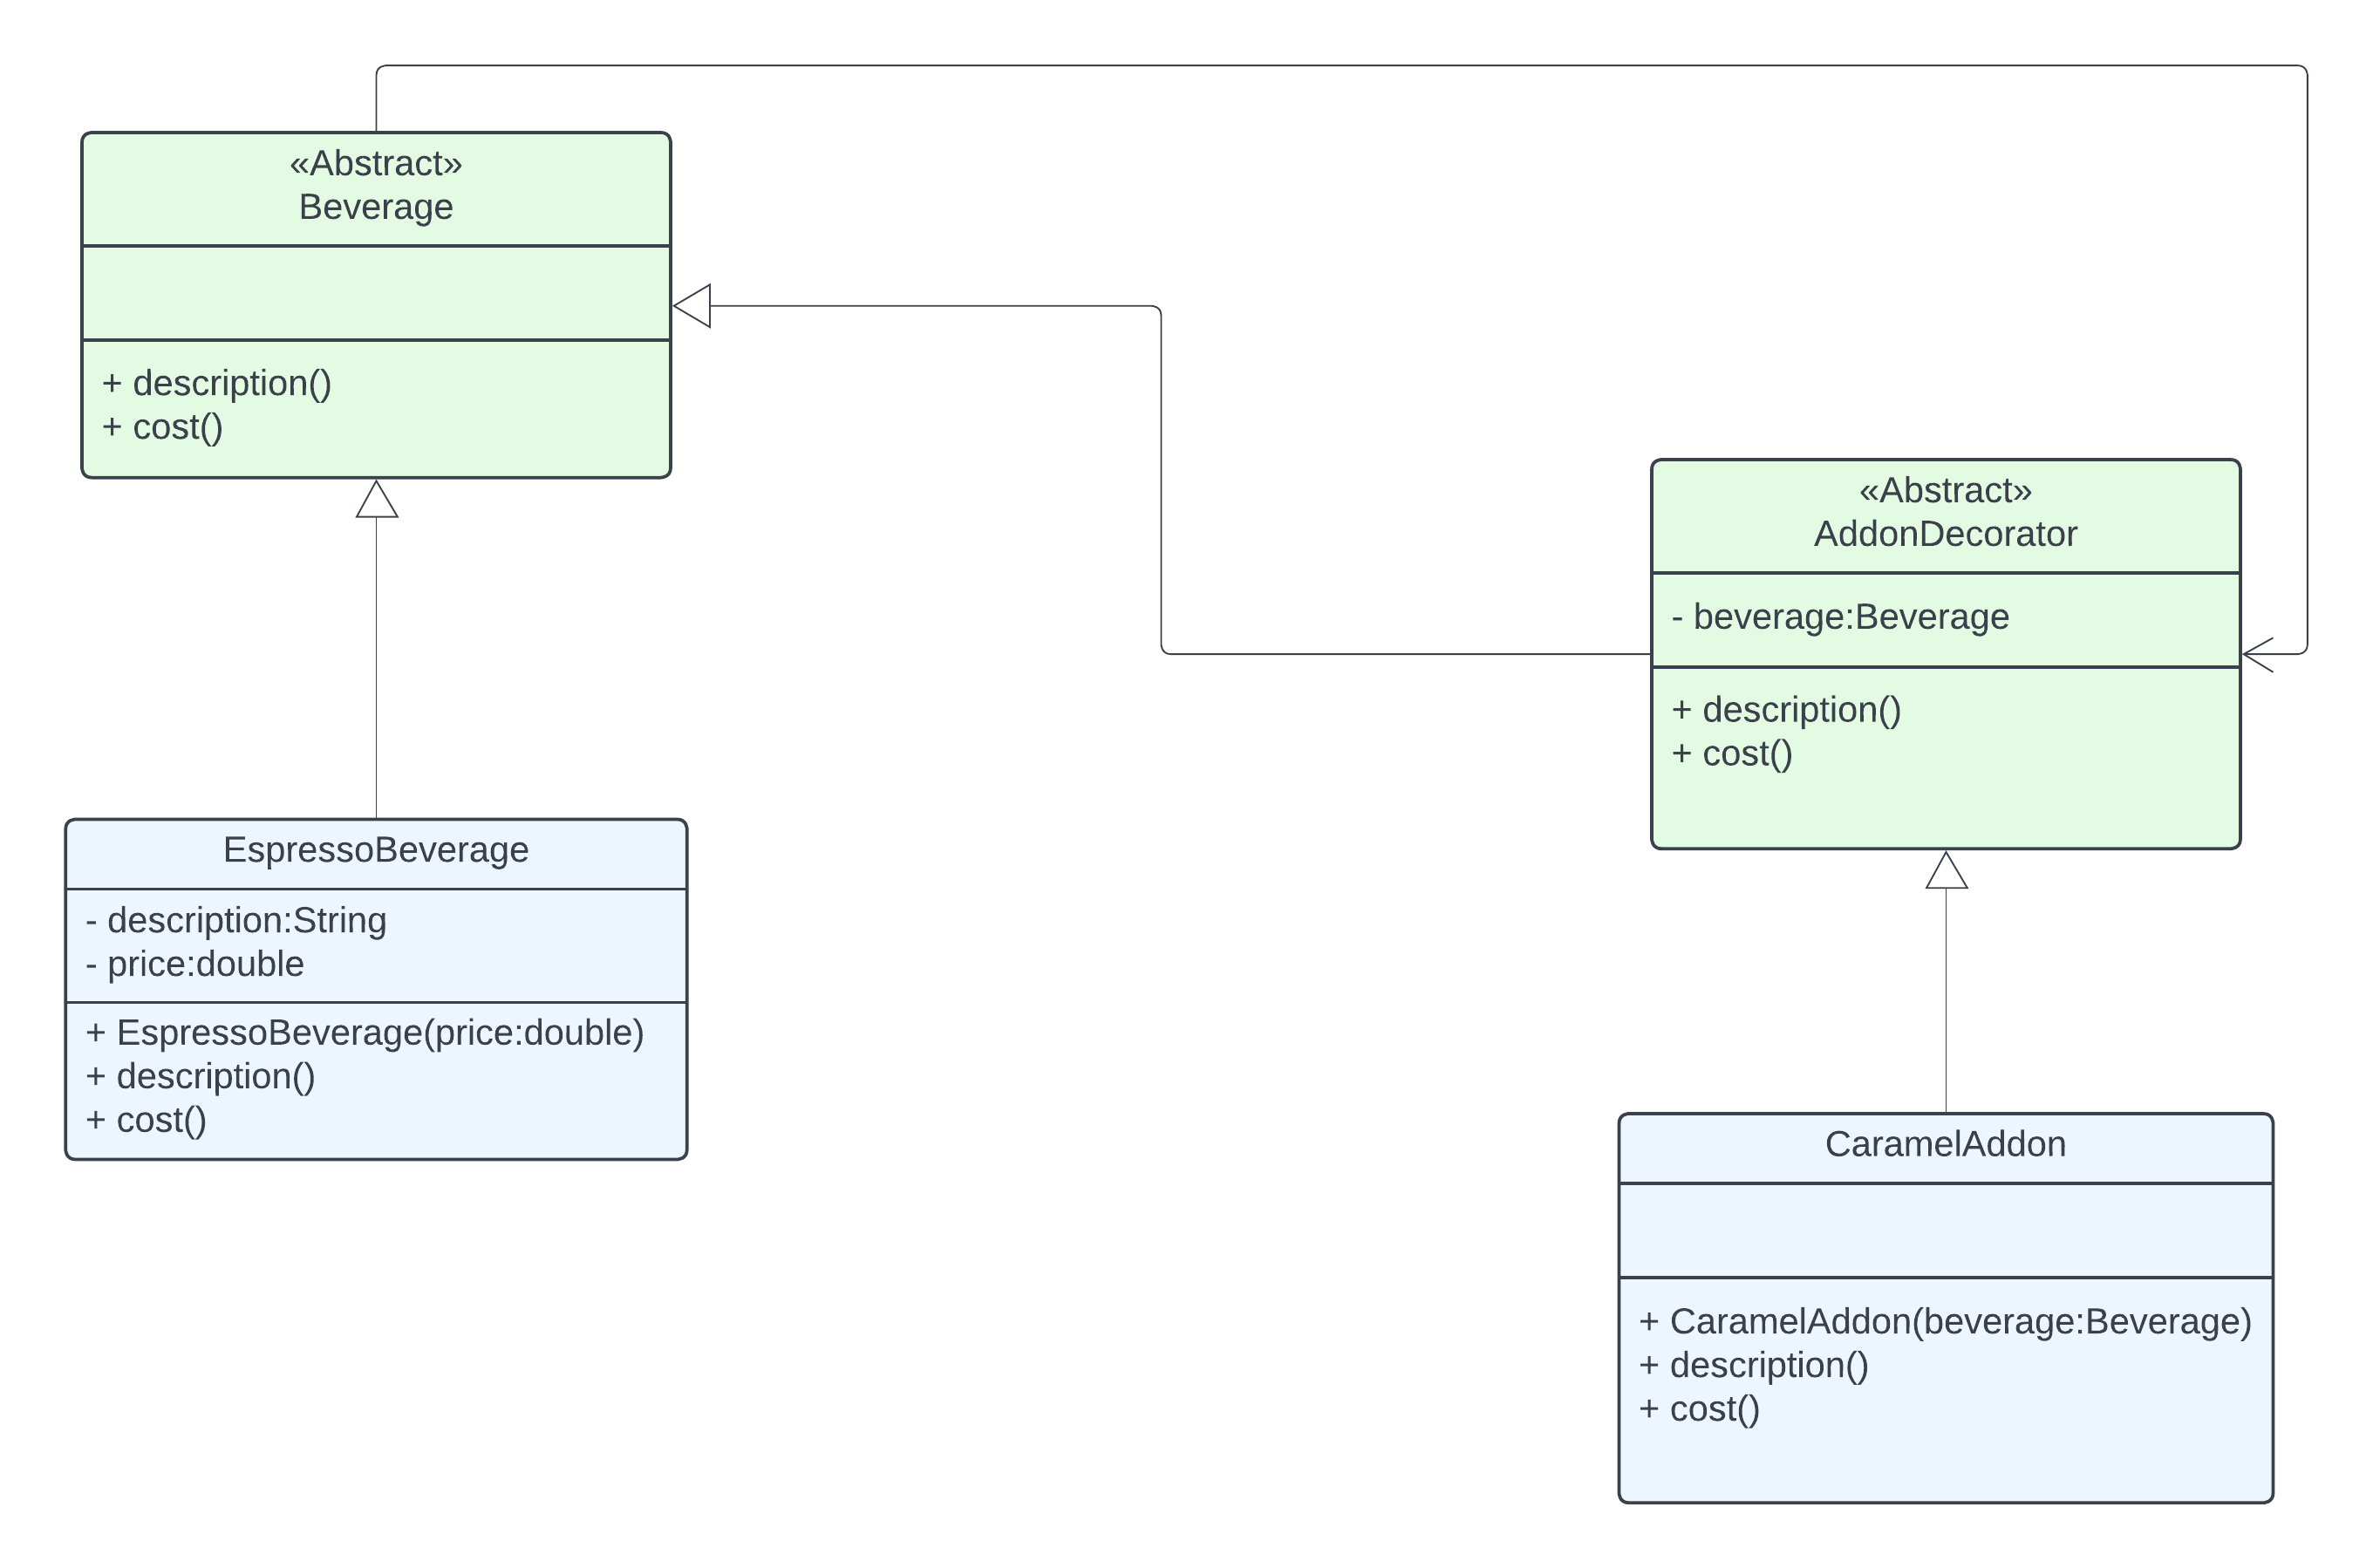 «Abstract»
Beverage
+ description()
+ cost()
«Abstract»
AddonDecorator
- beverage:Beverage
+ description()
+ cost()
EspressoBeverage
- description:String
- price:double
+ EspressoBeverage(price:double)
+ description()
+ cost()
CaramelAddon
+ CaramelAddon(beverage:Beverage)
+ description()
+ cost()